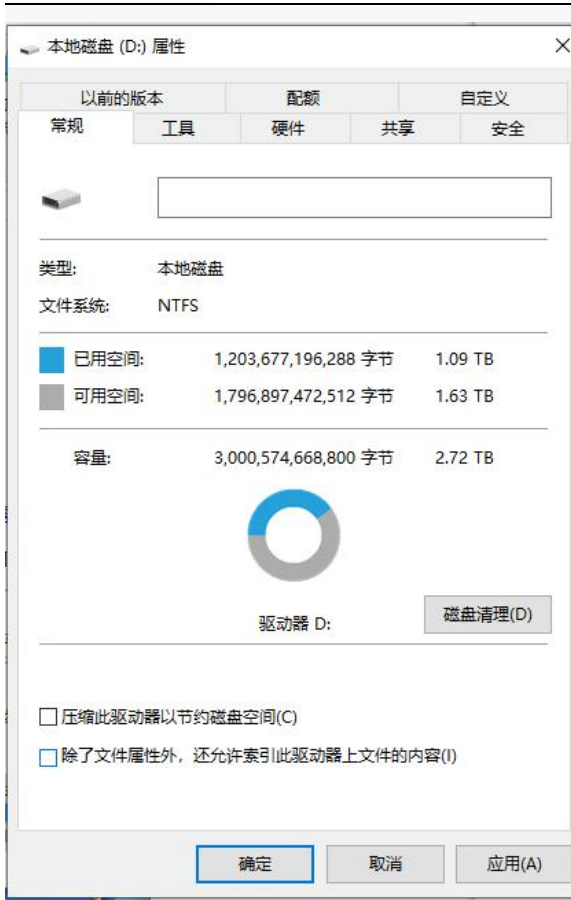 本地磁盘 (D:) 属性
以前的版本 配额 自定义
常规 工具 硬件 共享 安全
类型: 本地磁盘
文件系统: NTFS
已用空间: 1,203,677,196,288 字节 1.09 TB
可用空间: 1,796,897,472,512 字节 1.63 TB
容量: 3,000,574,668,800 字节 2.72 TB
驱动器 D:
磁盘清理(D)
压缩此驱动器以节约磁盘空间(C)
除了文件属性外，还允许索引此驱动器上文件的内容(I)
确定 取消 应用(A)